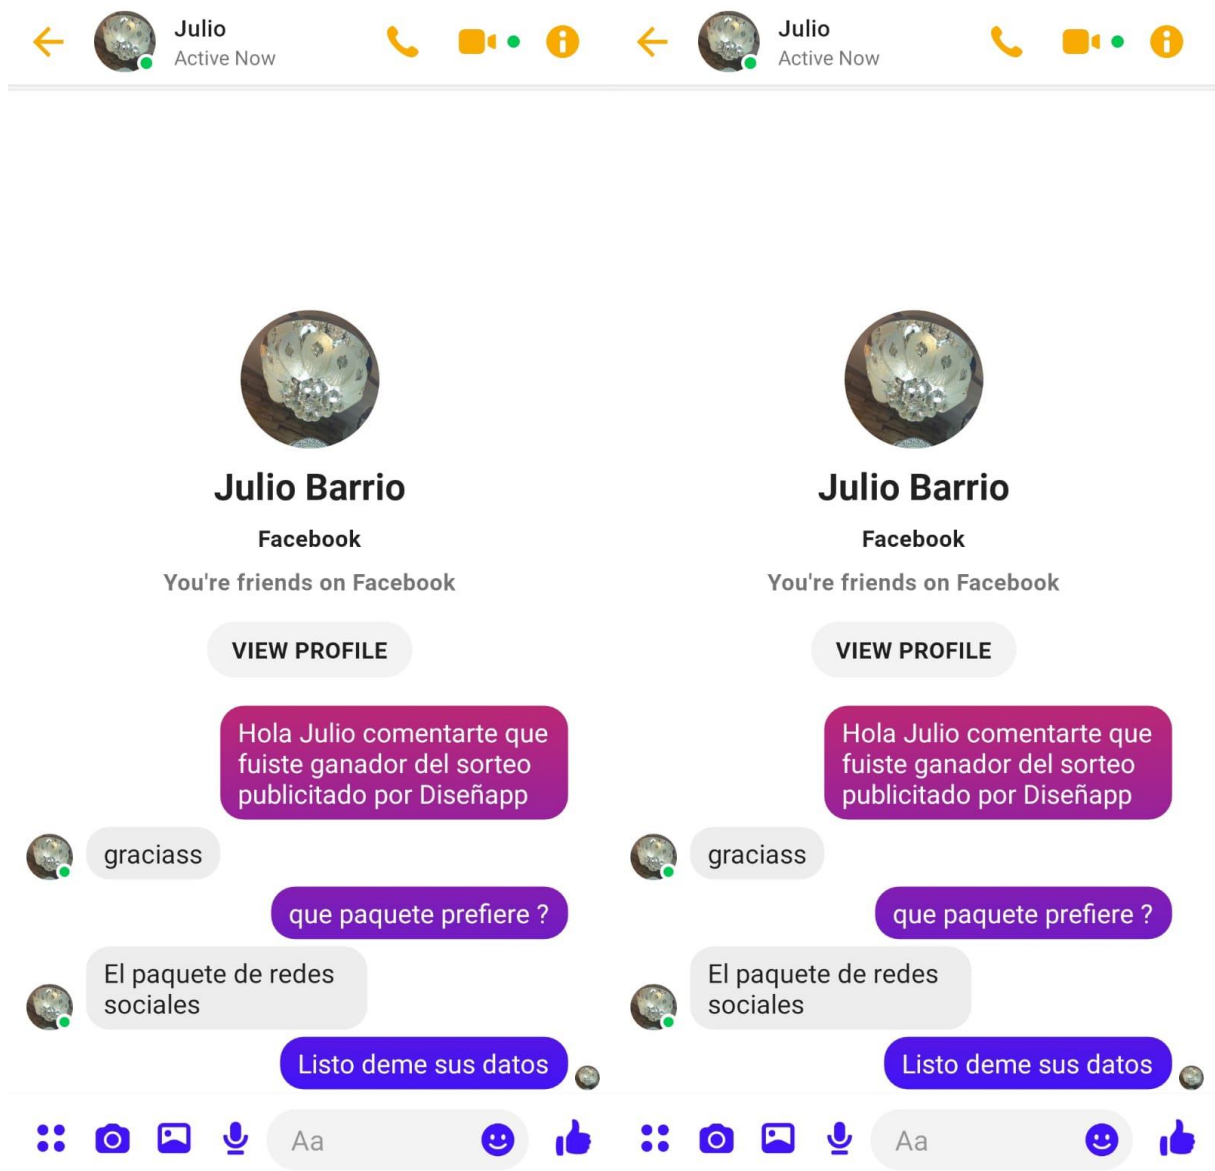 Julio
Active Now
Julio Barrio
Facebook
You're friends on Facebook
VIEW PROFILE
Hola Julio comentarte que
fuiste ganador del sorteo
publicitado por Diseñapp
graciass
que paquete prefiere ?
El paquete de redes
sociales
Listo deme sus datos
Aa
Julio
Active Now
Julio Barrio
Facebook
You're friends on Facebook
VIEW PROFILE
Hola Julio comentarte que
fuiste ganador del sorteo
publicitado por Diseñapp
graciass
que paquete prefiere ?
El paquete de redes
sociales
Listo deme sus datos
Aa